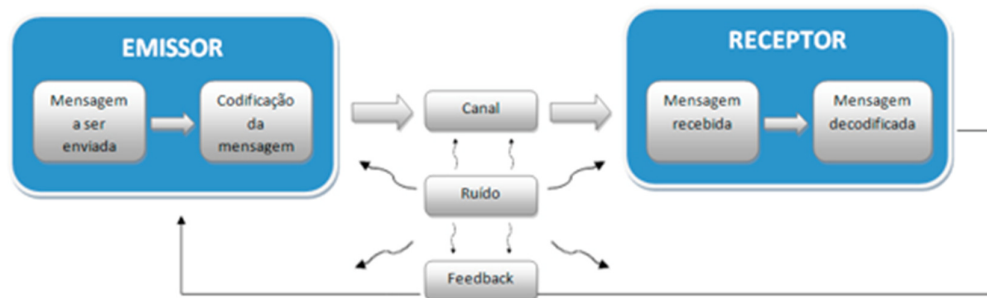 EMISSOR
Mensagem
a ser
enviada
Codificação
da
mensagem
Canal
Ruído
Feedback
RECEPTOR
Mensagem
recebida
Mensagem
decodificada